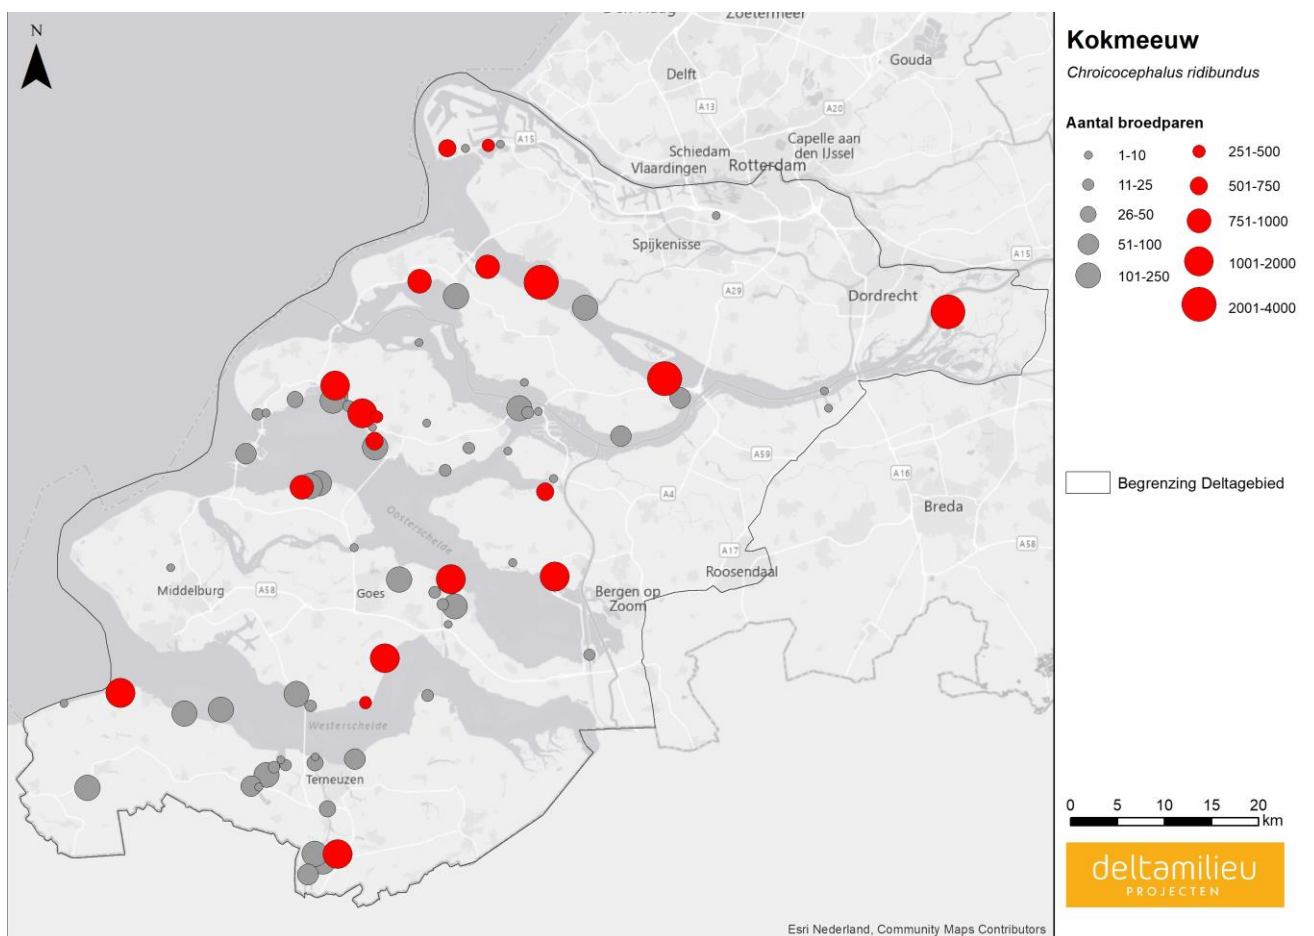 N
Den Haag
Zoetermeer
Gouda
Delft
A13
A20
A15
Capelle aan
den IJssel
Schiedam
Vlaardingen
Rotterdam
Spijkenisse
A15
A29
Dordrecht
A59
A16
A4
Oosterschelde
Breda
A17
A58
Roosendaal
Middelburg
A58
Goes
Bergen op
Zoom
Westerschelde
Terneuzen
Esri Nederland, Community Maps Contributors
Kokmeeuw
Chroicocephalus ridibundus
Aantal broedparen
1-10
11-25
26-50
51-100
101-250
251-500
501-750
751-1000
1001-2000
2001-4000
Begrenzing Deltagebied
0 5 10 15 20
km
deltamilieu
PROJECTEN